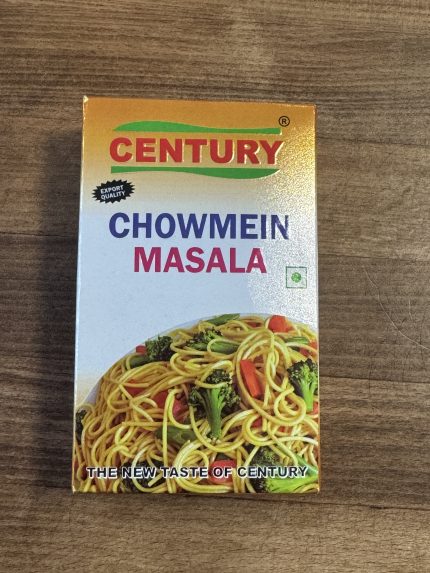 CENTURY ®
EXPORT
QUALITY
CHOWMEIN
MASALA
THE NEW TASTE OF CENTURY